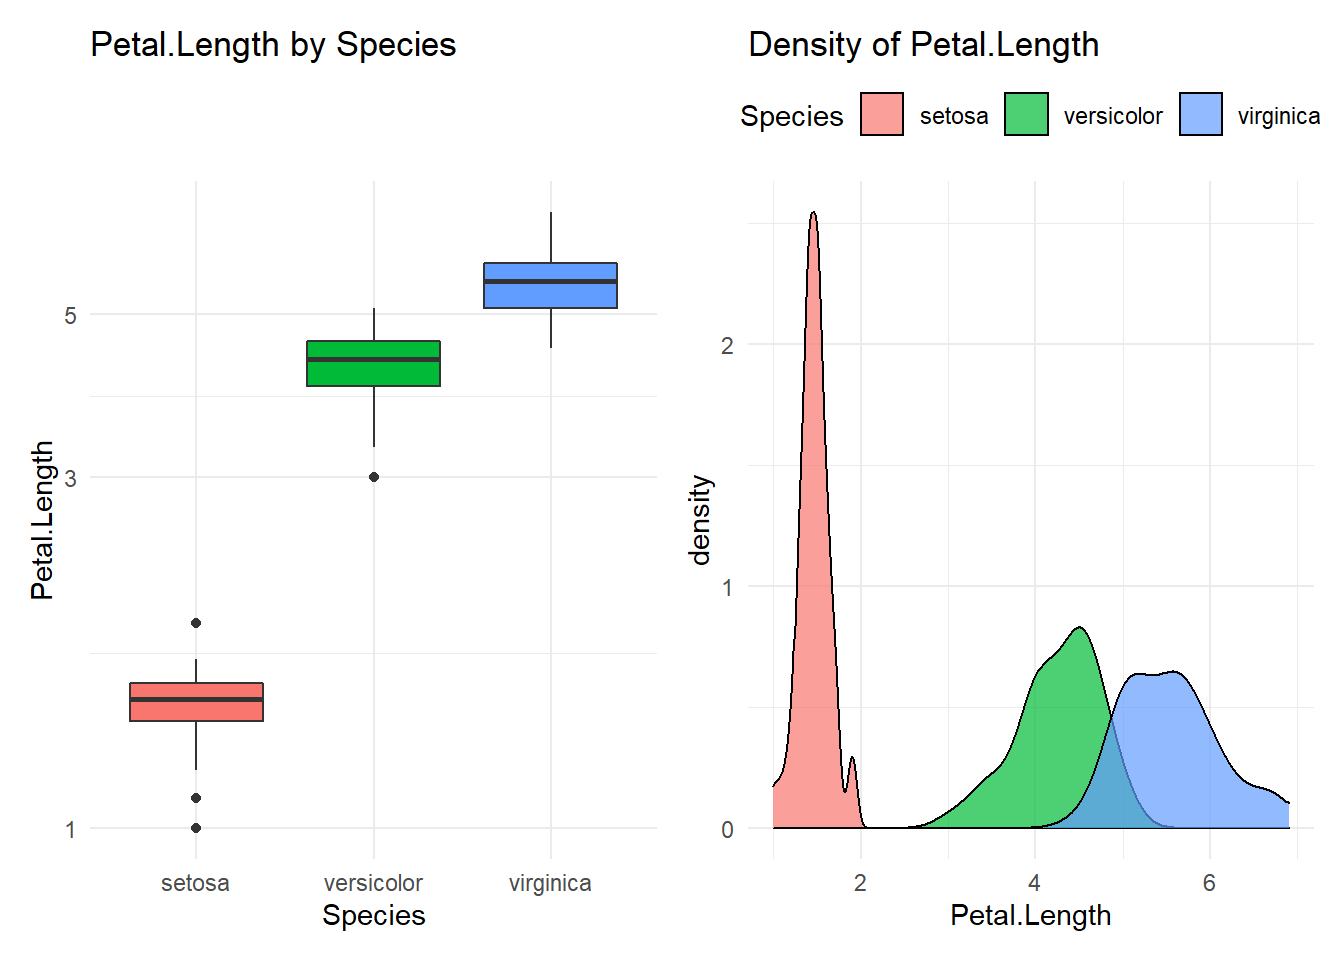 Petal.Length by Species
Petal.Length
5
3
1
setosa versicolor virginica
Species
Density of Petal.Length
Species setosa versicolor virginica
density
2
1
0
2 4 6
Petal.Length